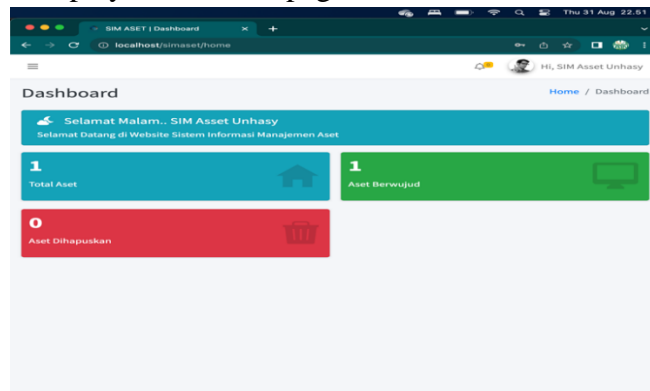 Thu 31 Aug 22.51
SIM ASET | Dashboard
localhost/simaset/home
Hi, SIM Asset Unhasy
Dashboard
Home / Dashboard
Selamat Malam.. SIM Asset Unhasy
Selamat Datang di Website Sistem Informasi Manajemen Aset
1
Total Aset
1
Aset Berwujud
0
Aset Dihapuskan